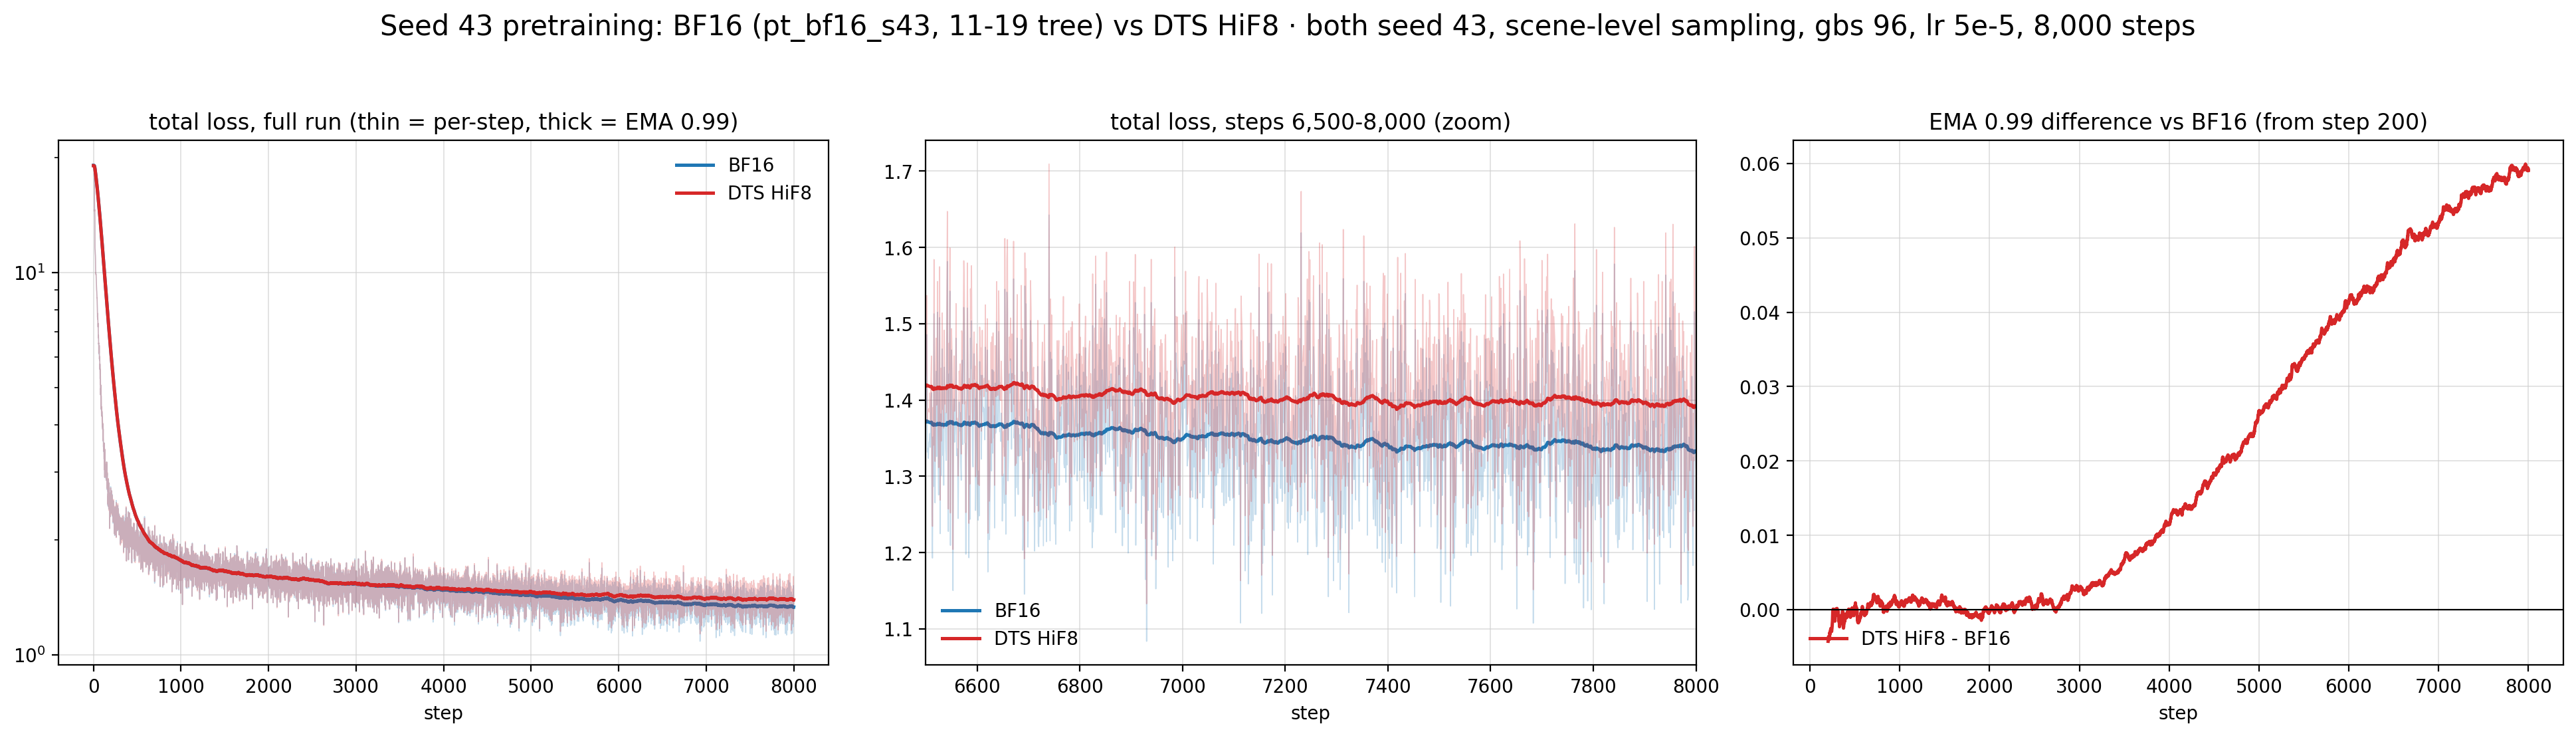 Seed 43 pretraining: BF16 (pt_bf16_s43, 11-19 tree) vs DTS HiF8 · both seed 43, scene-level sampling, gbs 96, lr 5e-5, 8,000 steps
total loss, full run (thin = per-step, thick = EMA 0.99)
BF16
DTS HiF8
10¹
10⁰
0 1000 2000 3000 4000 5000 6000 7000 8000
step
total loss, steps 6,500-8,000 (zoom)
1.7
1.6
1.5
1.4
1.3
1.2
1.1
BF16
DTS HiF8
6600 6800 7000 7200 7400 7600 7800 8000
step
EMA 0.99 difference vs BF16 (from step 200)
0.06
0.05
0.04
0.03
0.02
0.01
0.00
DTS HiF8 - BF16
0 1000 2000 3000 4000 5000 6000 7000 8000
step